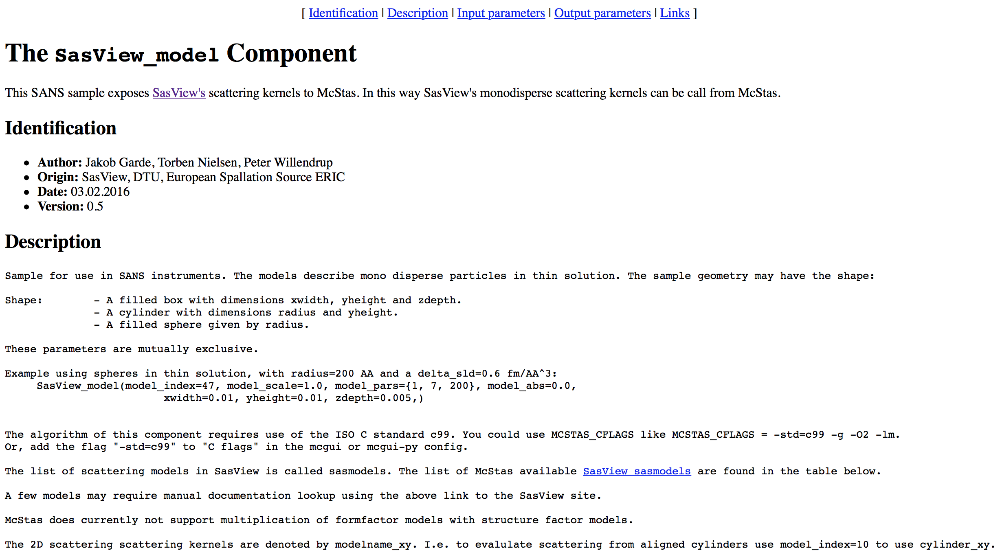 [ Identification | Description | Input parameters | Output parameters | Links ]
The SasView_model Component
This SANS sample exposes SasView's scattering kernels to McStas. In this way SasView's monodisperse scattering kernels can be call from McStas.
Identification
• Author: Jakob Garde, Torben Nielsen, Peter Willendrup
• Origin: SasView, DTU, European Spallation Source ERIC
• Date: 03.02.2016
• Version: 0.5
Description
Sample for use in SANS instruments. The models describe mono disperse particles in thin solution. The sample geometry may have the shape:
Shape:        - A filled box with dimensions xwidth, yheight and zdepth.
              - A cylinder with dimensions radius and yheight.
              - A filled sphere given by radius.
These parameters are mutually exclusive.
Example using spheres in thin solution, with radius=200 AA and a delta_sld=0.6 fm/AA^3:
     SasView_model(model_index=47, model_scale=1.0, model_pars={1, 7, 200}, model_abs=0.0,
                         xwidth=0.01, yheight=0.01, zdepth=0.005,)
The algorithm of this component requires use of the ISO C standard c99. You could use MCSTAS_CFLAGS like MCSTAS_CFLAGS = -std=c99 -g -O2 -lm.
Or, add the flag "-std=c99" to "C flags" in the mcgui or mcgui-py config.
The list of scattering models in SasView is called sasmodels. The list of McStas available SasView sasmodels are found in the table below.
A few models may require manual documentation lookup using the above link to the SasView site.
McStas does currently not support multiplication of formfactor models with structure factor models.
The 2D scattering scattering kernels are denoted by modelname_xy. I.e. to evalulate scattering from aligned cylinders use model_index=10 to use cylinder_xy.